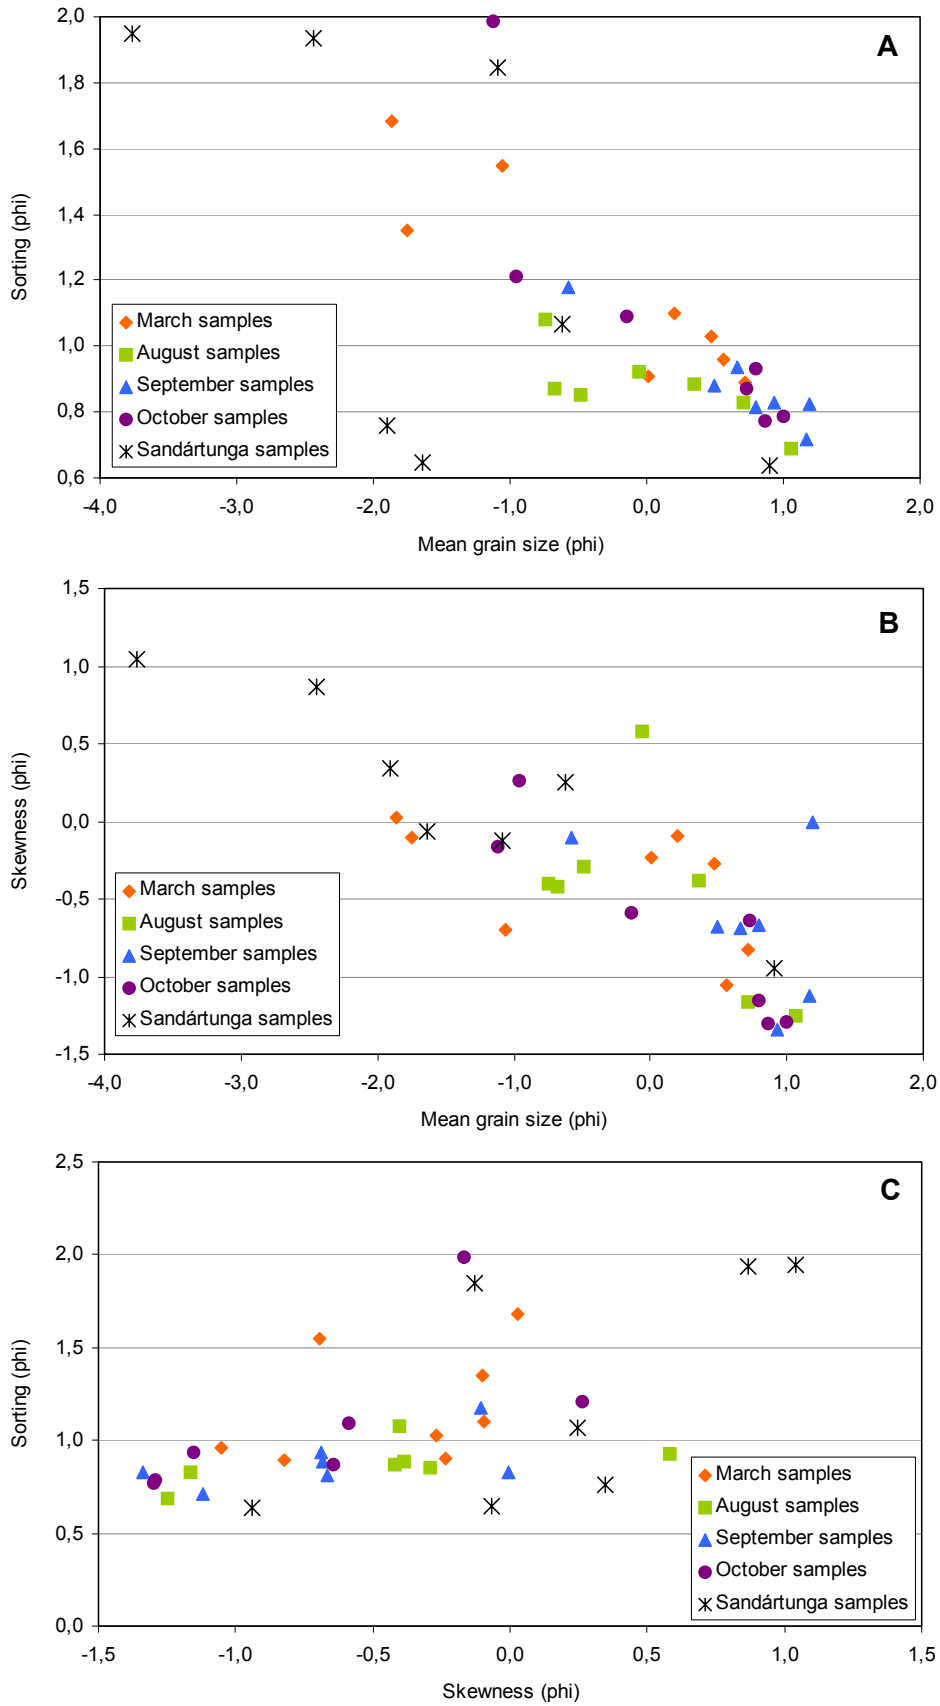 2,0
A
1,8
1,6
1,4
Sorting (phi)
1,2
March samples
1,0
August samples
September samples
0,8
October samples
Sandártunga samples
0,6
-4,0 -3,0 -2,0 -1,0 0,0 1,0 2,0
Mean grain size (phi)
1,5
B
1,0
0,5
Skewness (phi)
0,0
March samples
-0,5
August samples
September samples
-1,0
October samples
Sandártunga samples
-1,5
-4,0 -3,0 -2,0 -1,0 0,0 1,0 2,0
Mean grain size (phi)
2,5
C
2,0
1,5
Sorting (phi)
1,0
March samples
August samples
0,5
September samples
October samples
Sandártunga samples
0,0
-1,5 -1,0 -0,5 0,0 0,5 1,0 1,5
Skewness (phi)